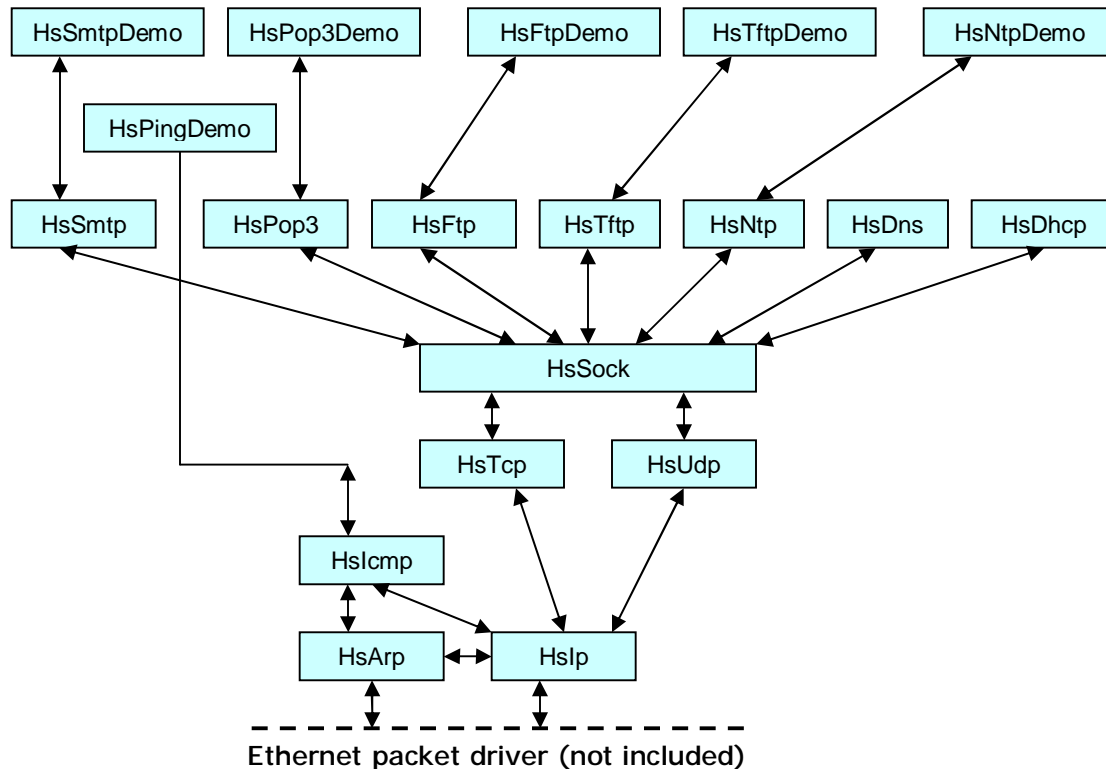 HsSmtpDemo
HsPop3Demo
HsFtpDemo
HsTftpDemo
HsNtpDemo
HsPingDemo
HsSmtp
HsPop3
HsFtp
HsTftp
HsNtp
HsDns
HsDhcp
HsSock
HsTcp
HsUdp
HsIcmp
HsArp
HsIp
Ethernet packet driver (not included)